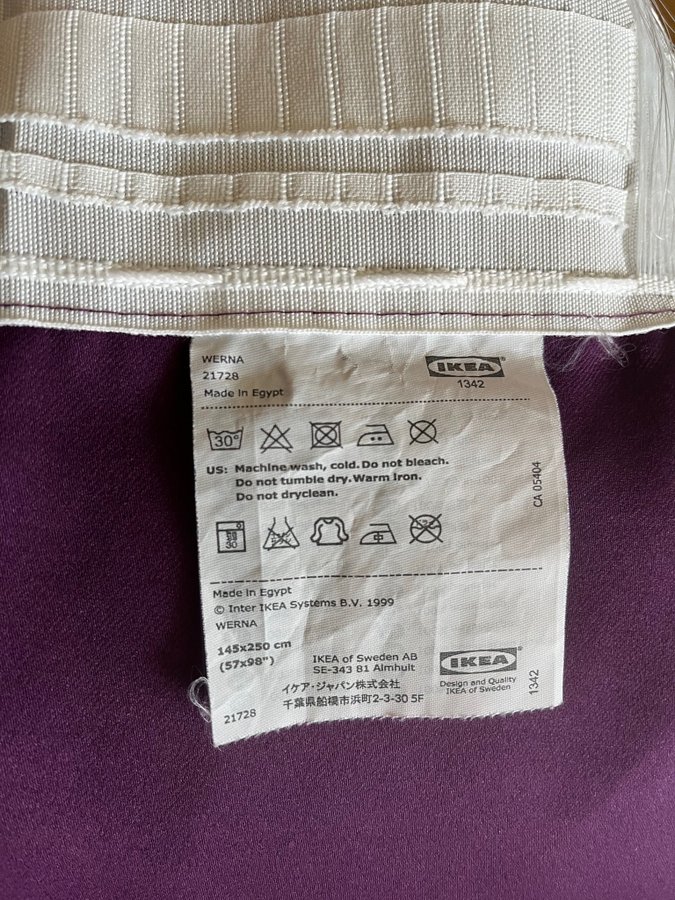 WERNA
21728
Made in Egypt
IKEA
1342
30°
US: Machine wash, cold. Do not bleach.
Do not tumble dry. Warm Iron.
Do not dryclean.
CA 05404
30
Made in Egypt
© Inter IKEA Systems B.V. 1999
WERNA
145x250 cm
(57x98")
21728
IKEA of Sweden AB
SE-343 81 Almhult
イケア・ジャパン株式会社
千葉県船橋市浜町2-3-30 5F
IKEA
Design and Quality
IKEA of Sweden
1342